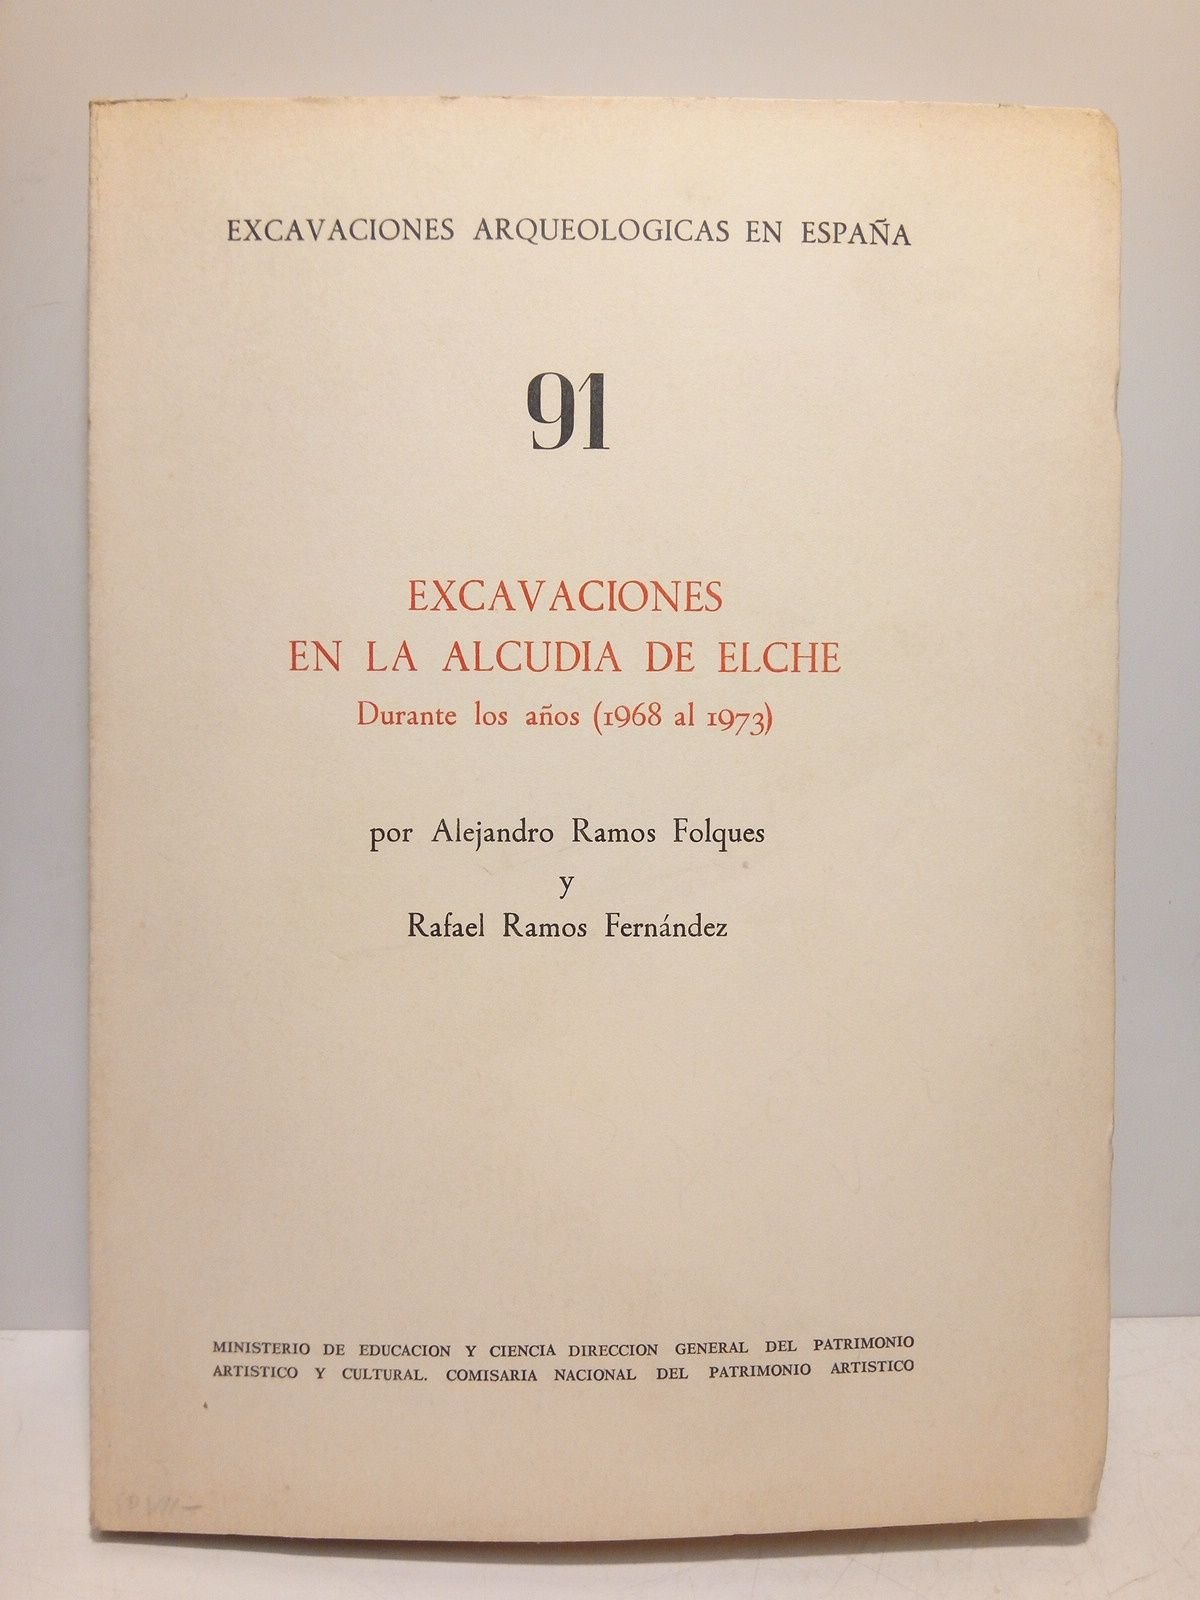 EXCAVACIONES ARQUEOLOGICAS EN ESPAÑA
91
EXCAVACIONES
EN LA ALCUDIA DE ELCHE
Durante los años (1968 al 1973)
por Alejandro Ramos Folques
y
Rafael Ramos Fernández
MINISTERIO DE EDUCACION Y CIENCIA DIRECCION GENERAL DEL PATRIMONIO
ARTISTICO Y CULTURAL. COMISARIA NACIONAL DEL PATRIMONIO ARTISTICO